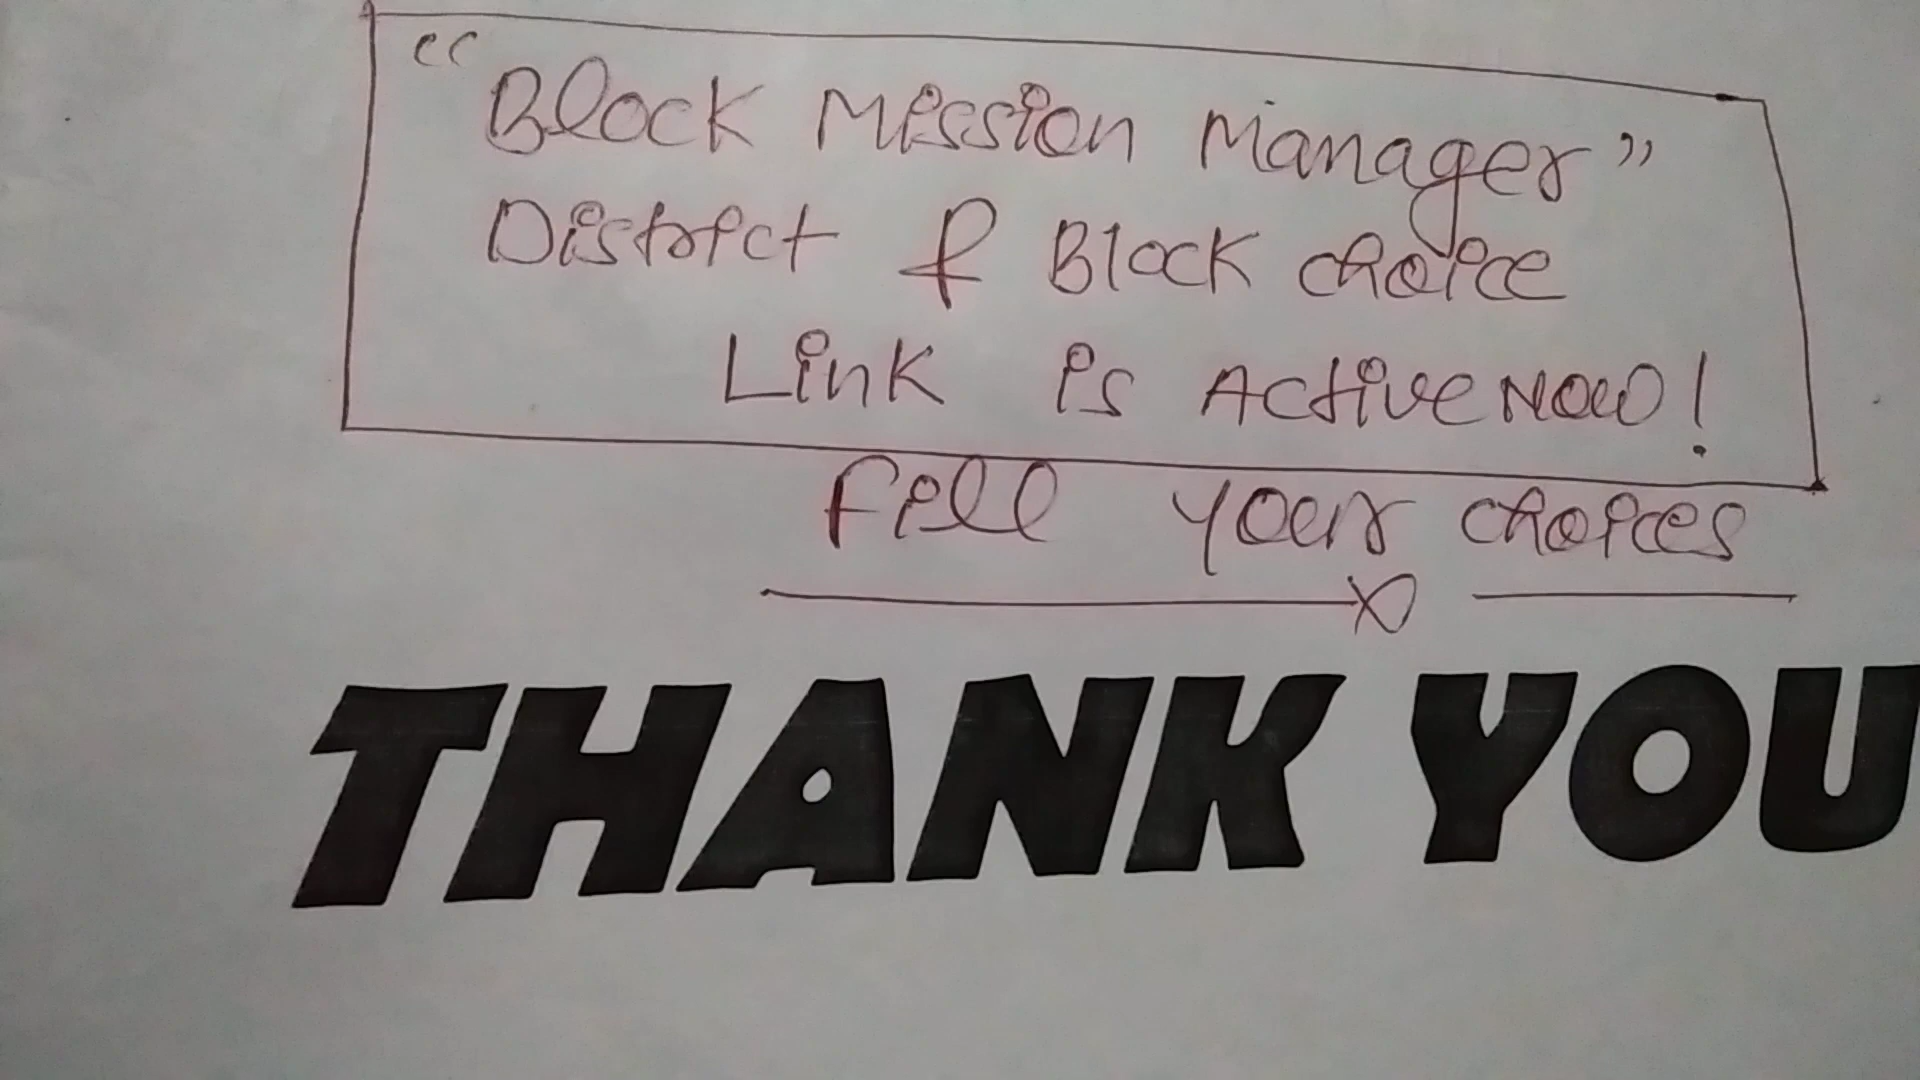 "Block Mission Manager"
District & Block choice
Link is Active Now!
fill your choices
THANK YOU